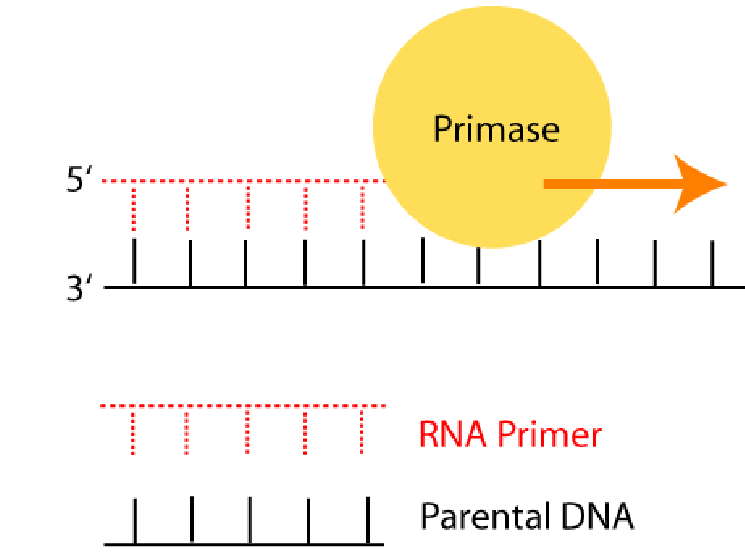 Primase
5‘
3‘
RNA Primer
Parental DNA